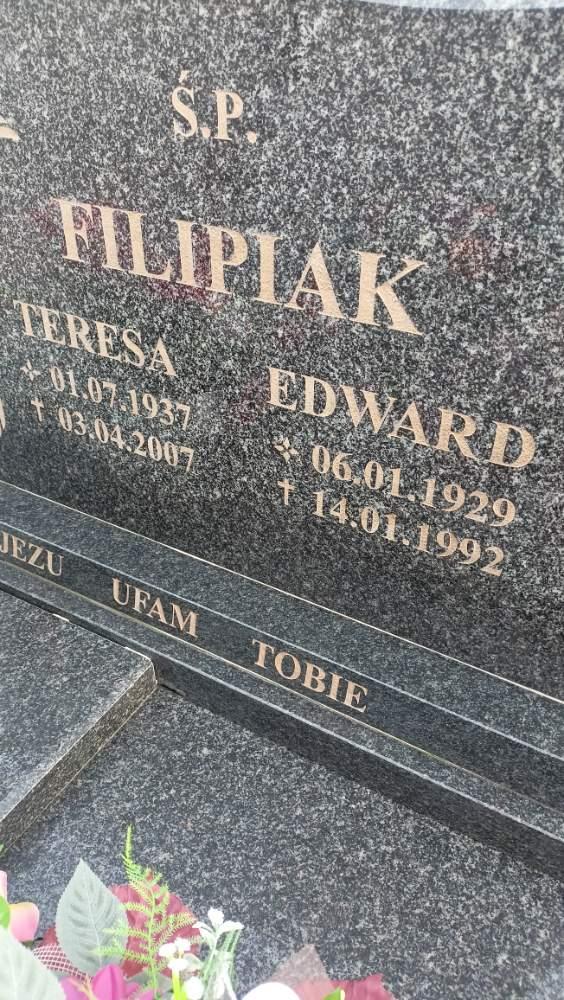 Ś.P.
FILIPIAK
TERESA
01.07.1937
† 03.04.2007
EDWARD
06.01.1929
† 14.01.1992
JEZU UFAM TOBIE